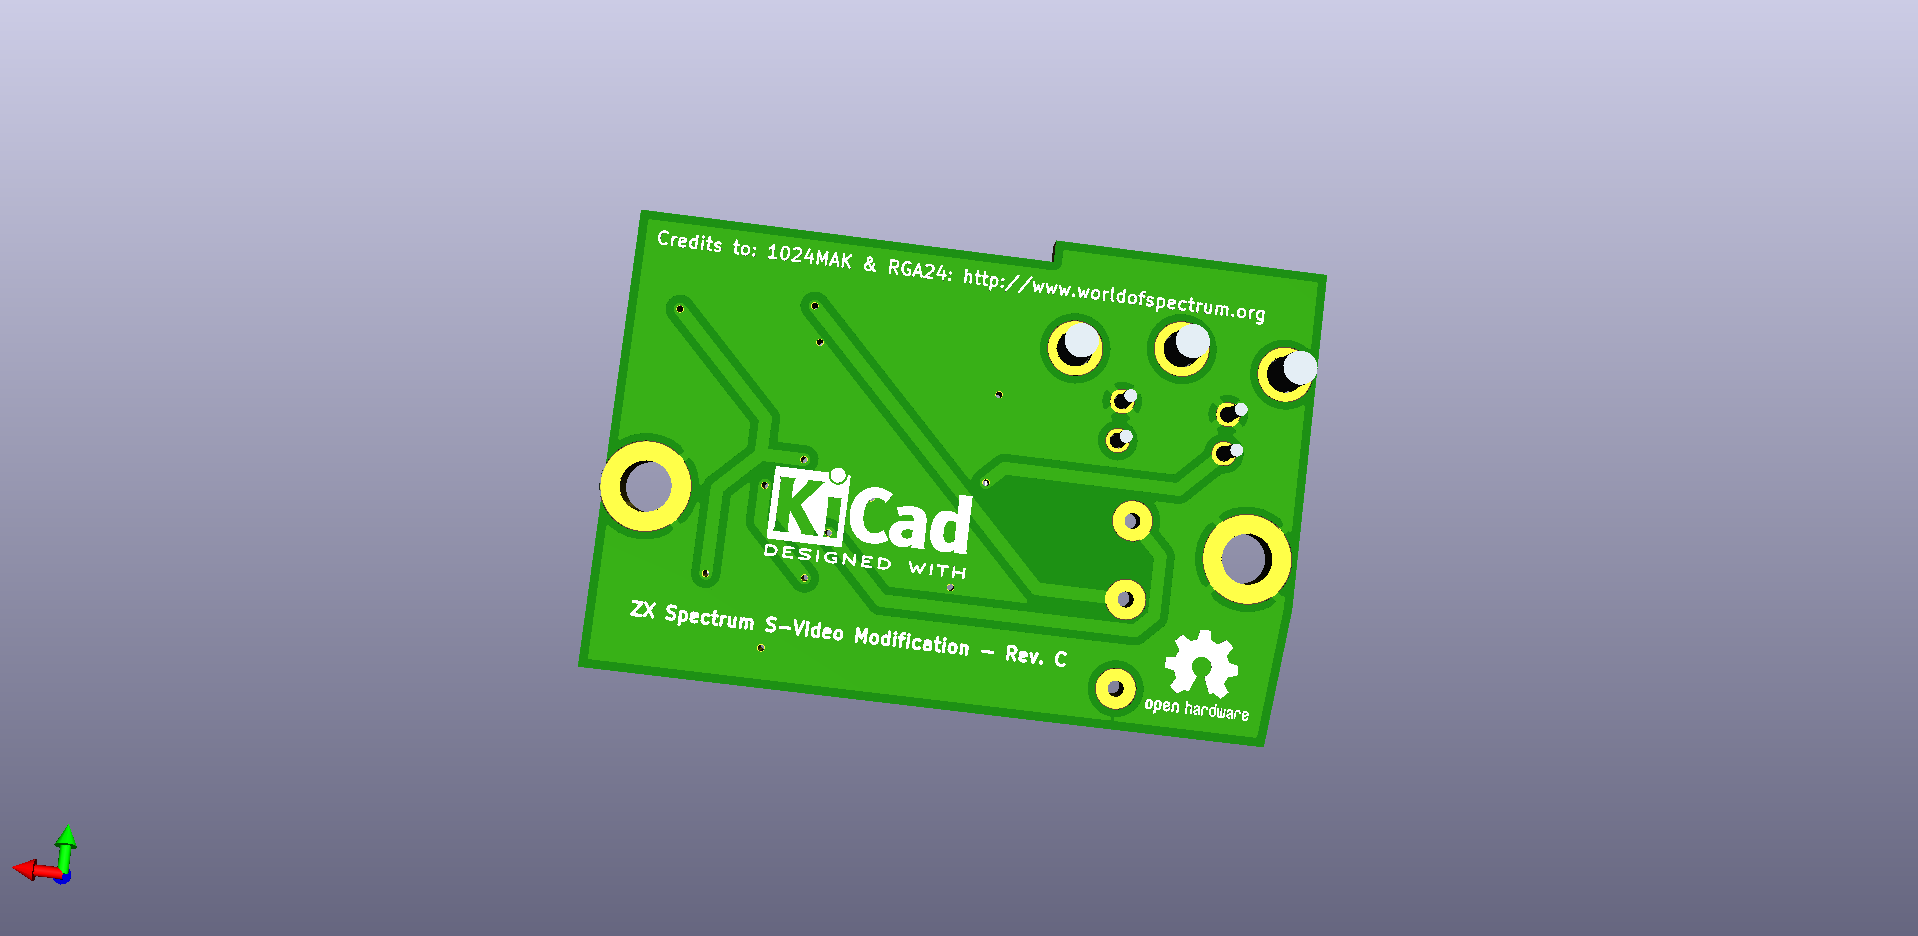 Credits to: 1024MAK & RGA24: http://www.worldofspectrum.org
KiCad
DESIGNED WITH
ZX Spectrum S-Video Modification - Rev. C
open hardware